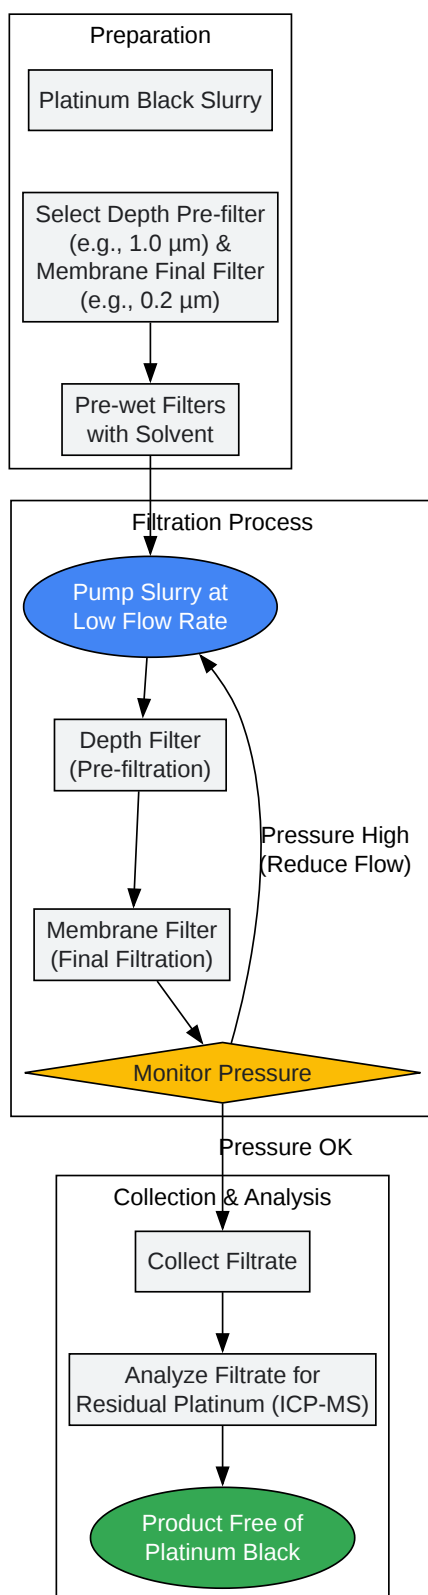 Preparation
Platinum Black Slurry
Select Depth Pre-filter
(e.g., 1.0 µm) &
Membrane Final Filter
(e.g., 0.2 µm)
Pre-wet Filters
with Solvent
Filtration Process
Pump Slurry at
Low Flow Rate
Depth Filter
(Pre-filtration)
Pressure High
(Reduce Flow)
Membrane Filter
(Final Filtration)
Monitor Pressure
Pressure OK
Collection & Analysis
Collect Filtrate
Analyze Filtrate for
Residual Platinum (ICP-MS)
Product Free of
Platinum Black